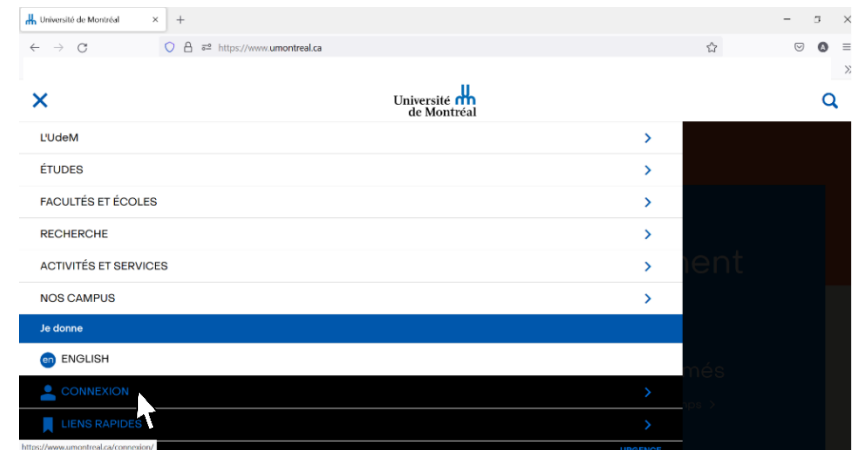 Université de Montréal
https://www.umontreal.ca
Université
de Montréal
L'UdeM
ÉTUDES
FACULTÉS ET ÉCOLES
RECHERCHE
ACTIVITÉS ET SERVICES
NOS CAMPUS
Je donne
en ENGLISH
CONNEXION
LIENS RAPIDES
https://www.umontreal.ca/connexion/
URGENCE